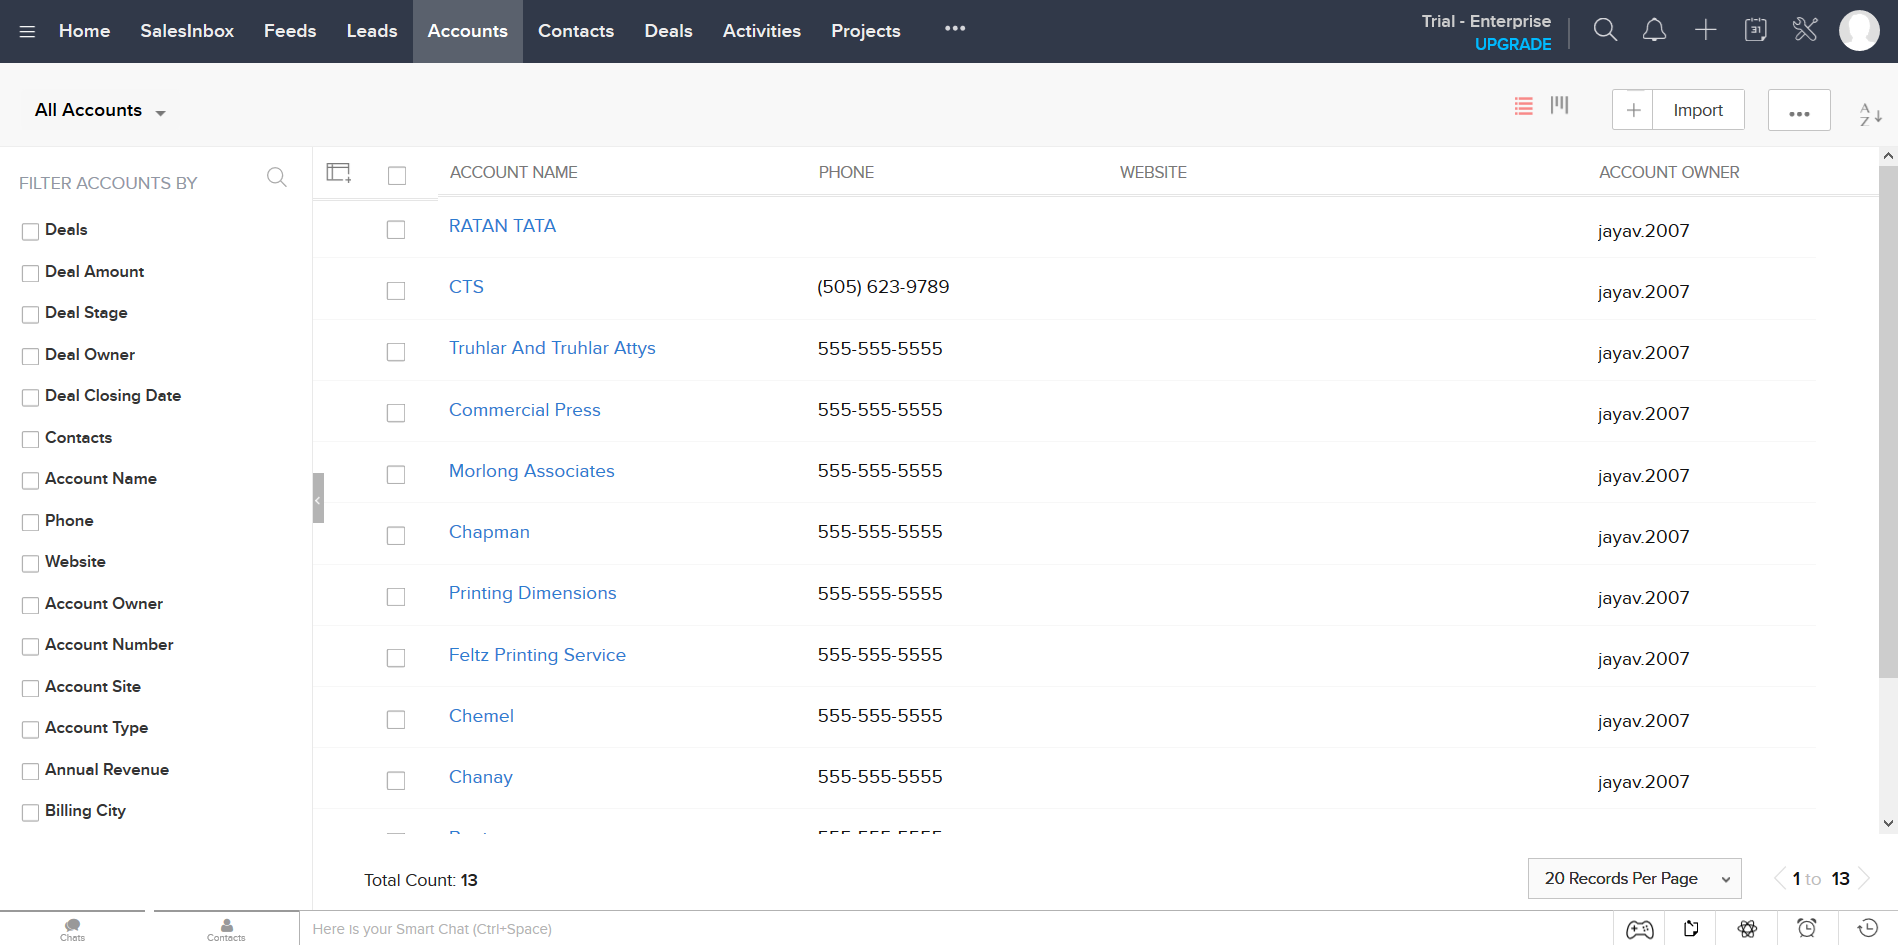 Home SalesInbox Feeds Leads Accounts Contacts Deals Activities Projects ••• Trial - Enterprise
UPGRADE
31
All Accounts
Import
•••
A
Z
FILTER ACCOUNTS BY
Deals
Deal Amount
Deal Stage
Deal Owner
Deal Closing Date
Contacts
Account Name
Phone
Website
Account Owner
Account Number
Account Site
Account Type
Annual Revenue
Billing City
ACCOUNT NAME PHONE WEBSITE ACCOUNT OWNER
RATAN TATA jayav.2007
CTS (505) 623-9789 jayav.2007
Truhlar And Truhlar Attys 555-555-5555 jayav.2007
Commercial Press 555-555-5555 jayav.2007
Morlong Associates 555-555-5555 jayav.2007
Chapman 555-555-5555 jayav.2007
Printing Dimensions 555-555-5555 jayav.2007
Feltz Printing Service 555-555-5555 jayav.2007
Chemel 555-555-5555 jayav.2007
Chanay 555-555-5555 jayav.2007
555-555-5555
Total Count: 13
20 Records Per Page
1 to 13
Chats
Contacts
Here is your Smart Chat (Ctrl+Space)